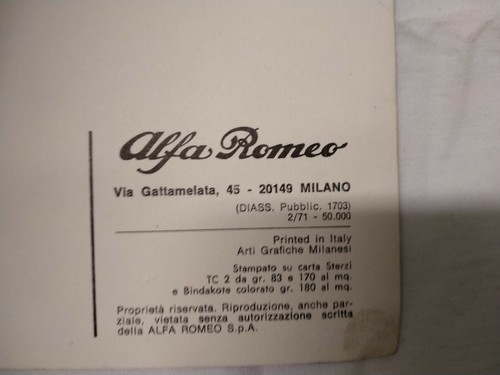 Alfa Romeo
Via Gattamelata, 45 - 20149 MILANO
(DIASS. Pubblic. 1703)
2/71 - 50.000
Printed in Italy
Arti Grafiche Milanesi
Stampato su carta Sterzi
TC 2 da gr. 83 e 170 al mq.
e Bindakote colorato gr. 180 al mq.
Proprietà riservata. Riproduzione, anche par-
ziale, vietata senza autorizzazione scritta
della ALFA ROMEO S.p.A.